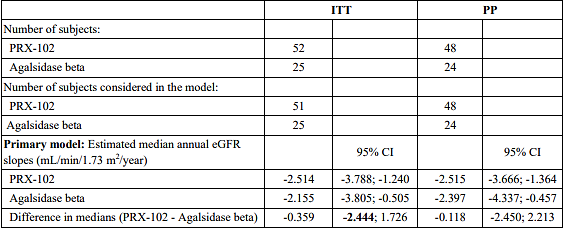 ITT PP
Number of subjects:
PRX-102 52 48
Agalsidase beta 25 24
Number of subjects considered in the model:
PRX-102 51 48
Agalsidase beta 25 24
Primary model: Estimated median annual eGFR 95% CI 95% CI
slopes (mL/min/1.73 m²/year)
PRX-102 -2.514 -3.788; -1.240 -2.515 -3.666; -1.364
Agalsidase beta -2.155 -3.805; -0.505 -2.397 -4.337; -0.457
Difference in medians (PRX-102 - Agalsidase beta) -0.359 -2.444; 1.726 -0.118 -2.450; 2.213